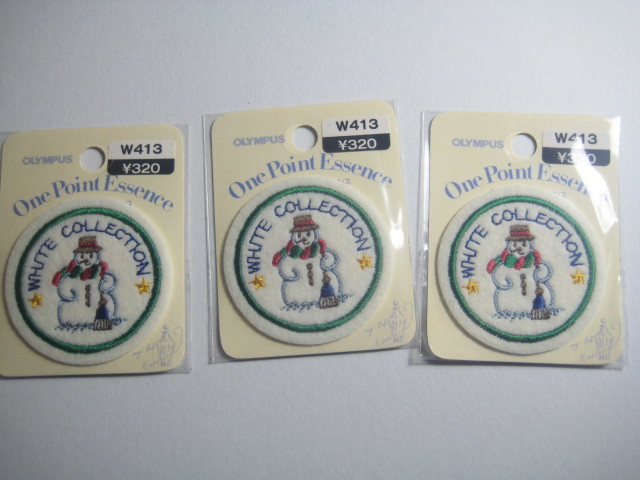 OLYMPUS
W413
¥320
One Point Essence
WHITE COLLECTION
OLYMPUS
W413
¥320
One Point Essence
WHITE COLLECTION
OLYMPUS
W413
¥320
One Point Essence
WHITE COLLECTION